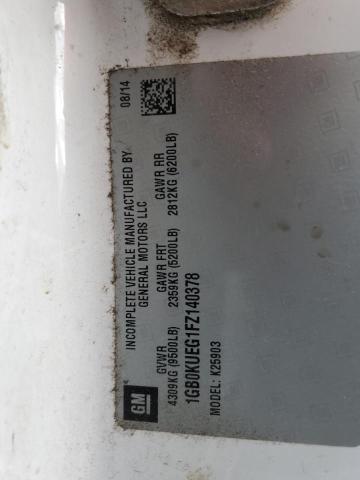 08/14
INCOMPLETE VEHICLE MANUFACTURED BY
GENERAL MOTORS LLC
GVWR GAWR FRT GAWR RR
4309KG (9500LB) 2359KG (5200LB) 2812KG (6200LB)
1GB0KUEG1FZ140378
MODEL: K25903
GM